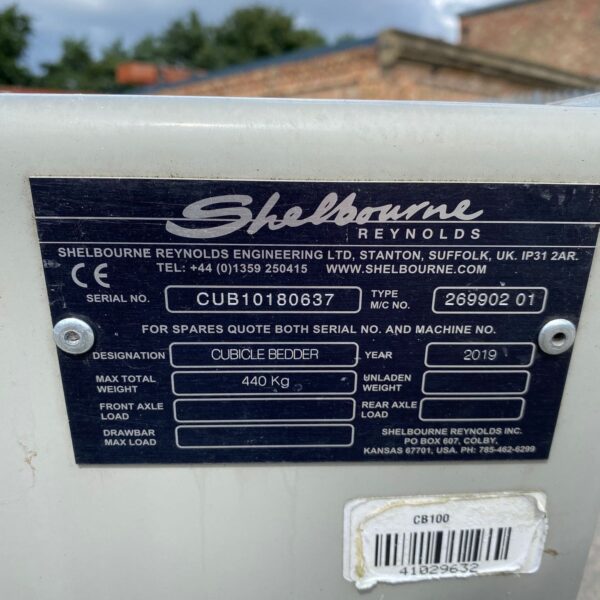 Shelbourne
REYNOLDS
SHELBOURNE REYNOLDS ENGINEERING LTD, STANTON, SUFFOLK, UK. IP31 2AR.
CE TEL: +44 (0)1359 250415 WWW.SHELBOURNE.COM
SERIAL NO. CUB10180637 TYPE M/C NO. 269902 01
FOR SPARES QUOTE BOTH SERIAL NO. AND MACHINE NO.
DESIGNATION CUBICLE BEDDER YEAR 2019
MAX TOTAL WEIGHT 440 Kg UNLADEN WEIGHT
FRONT AXLE LOAD REAR AXLE LOAD
DRAWBAR MAX LOAD
SHELBOURNE REYNOLDS INC.
PO BOX 607, COLBY,
KANSAS 67701, USA. PH: 785-462-6299
CB100
41029632